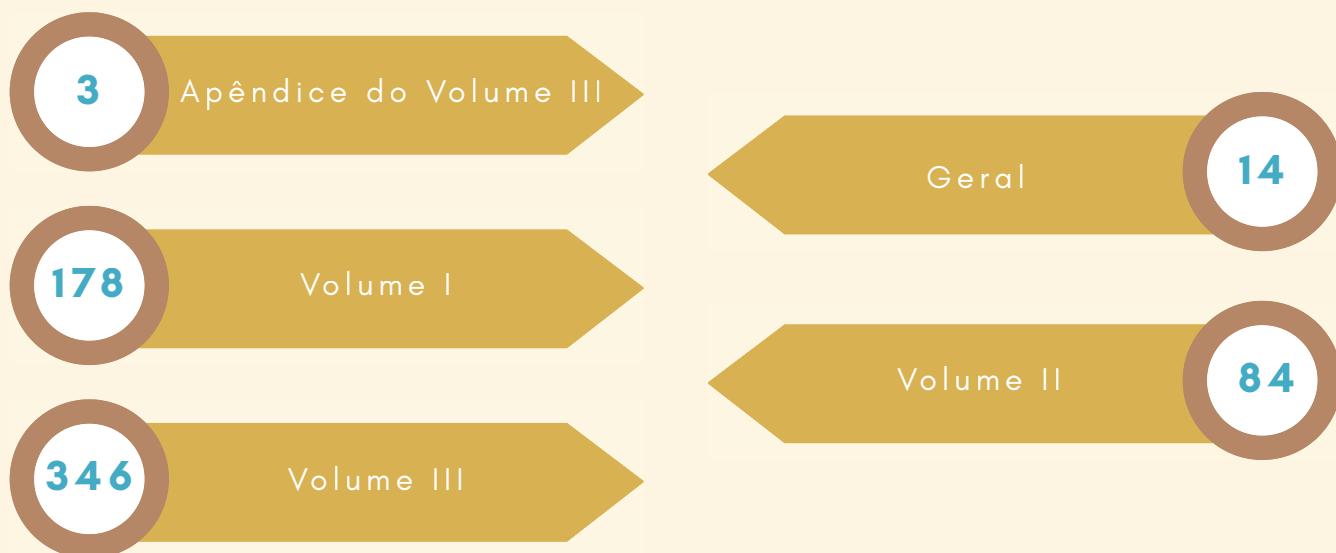 3
Apêndice do Volume III
14
Geral
178
Volume I
84
Volume II
346
Volume III